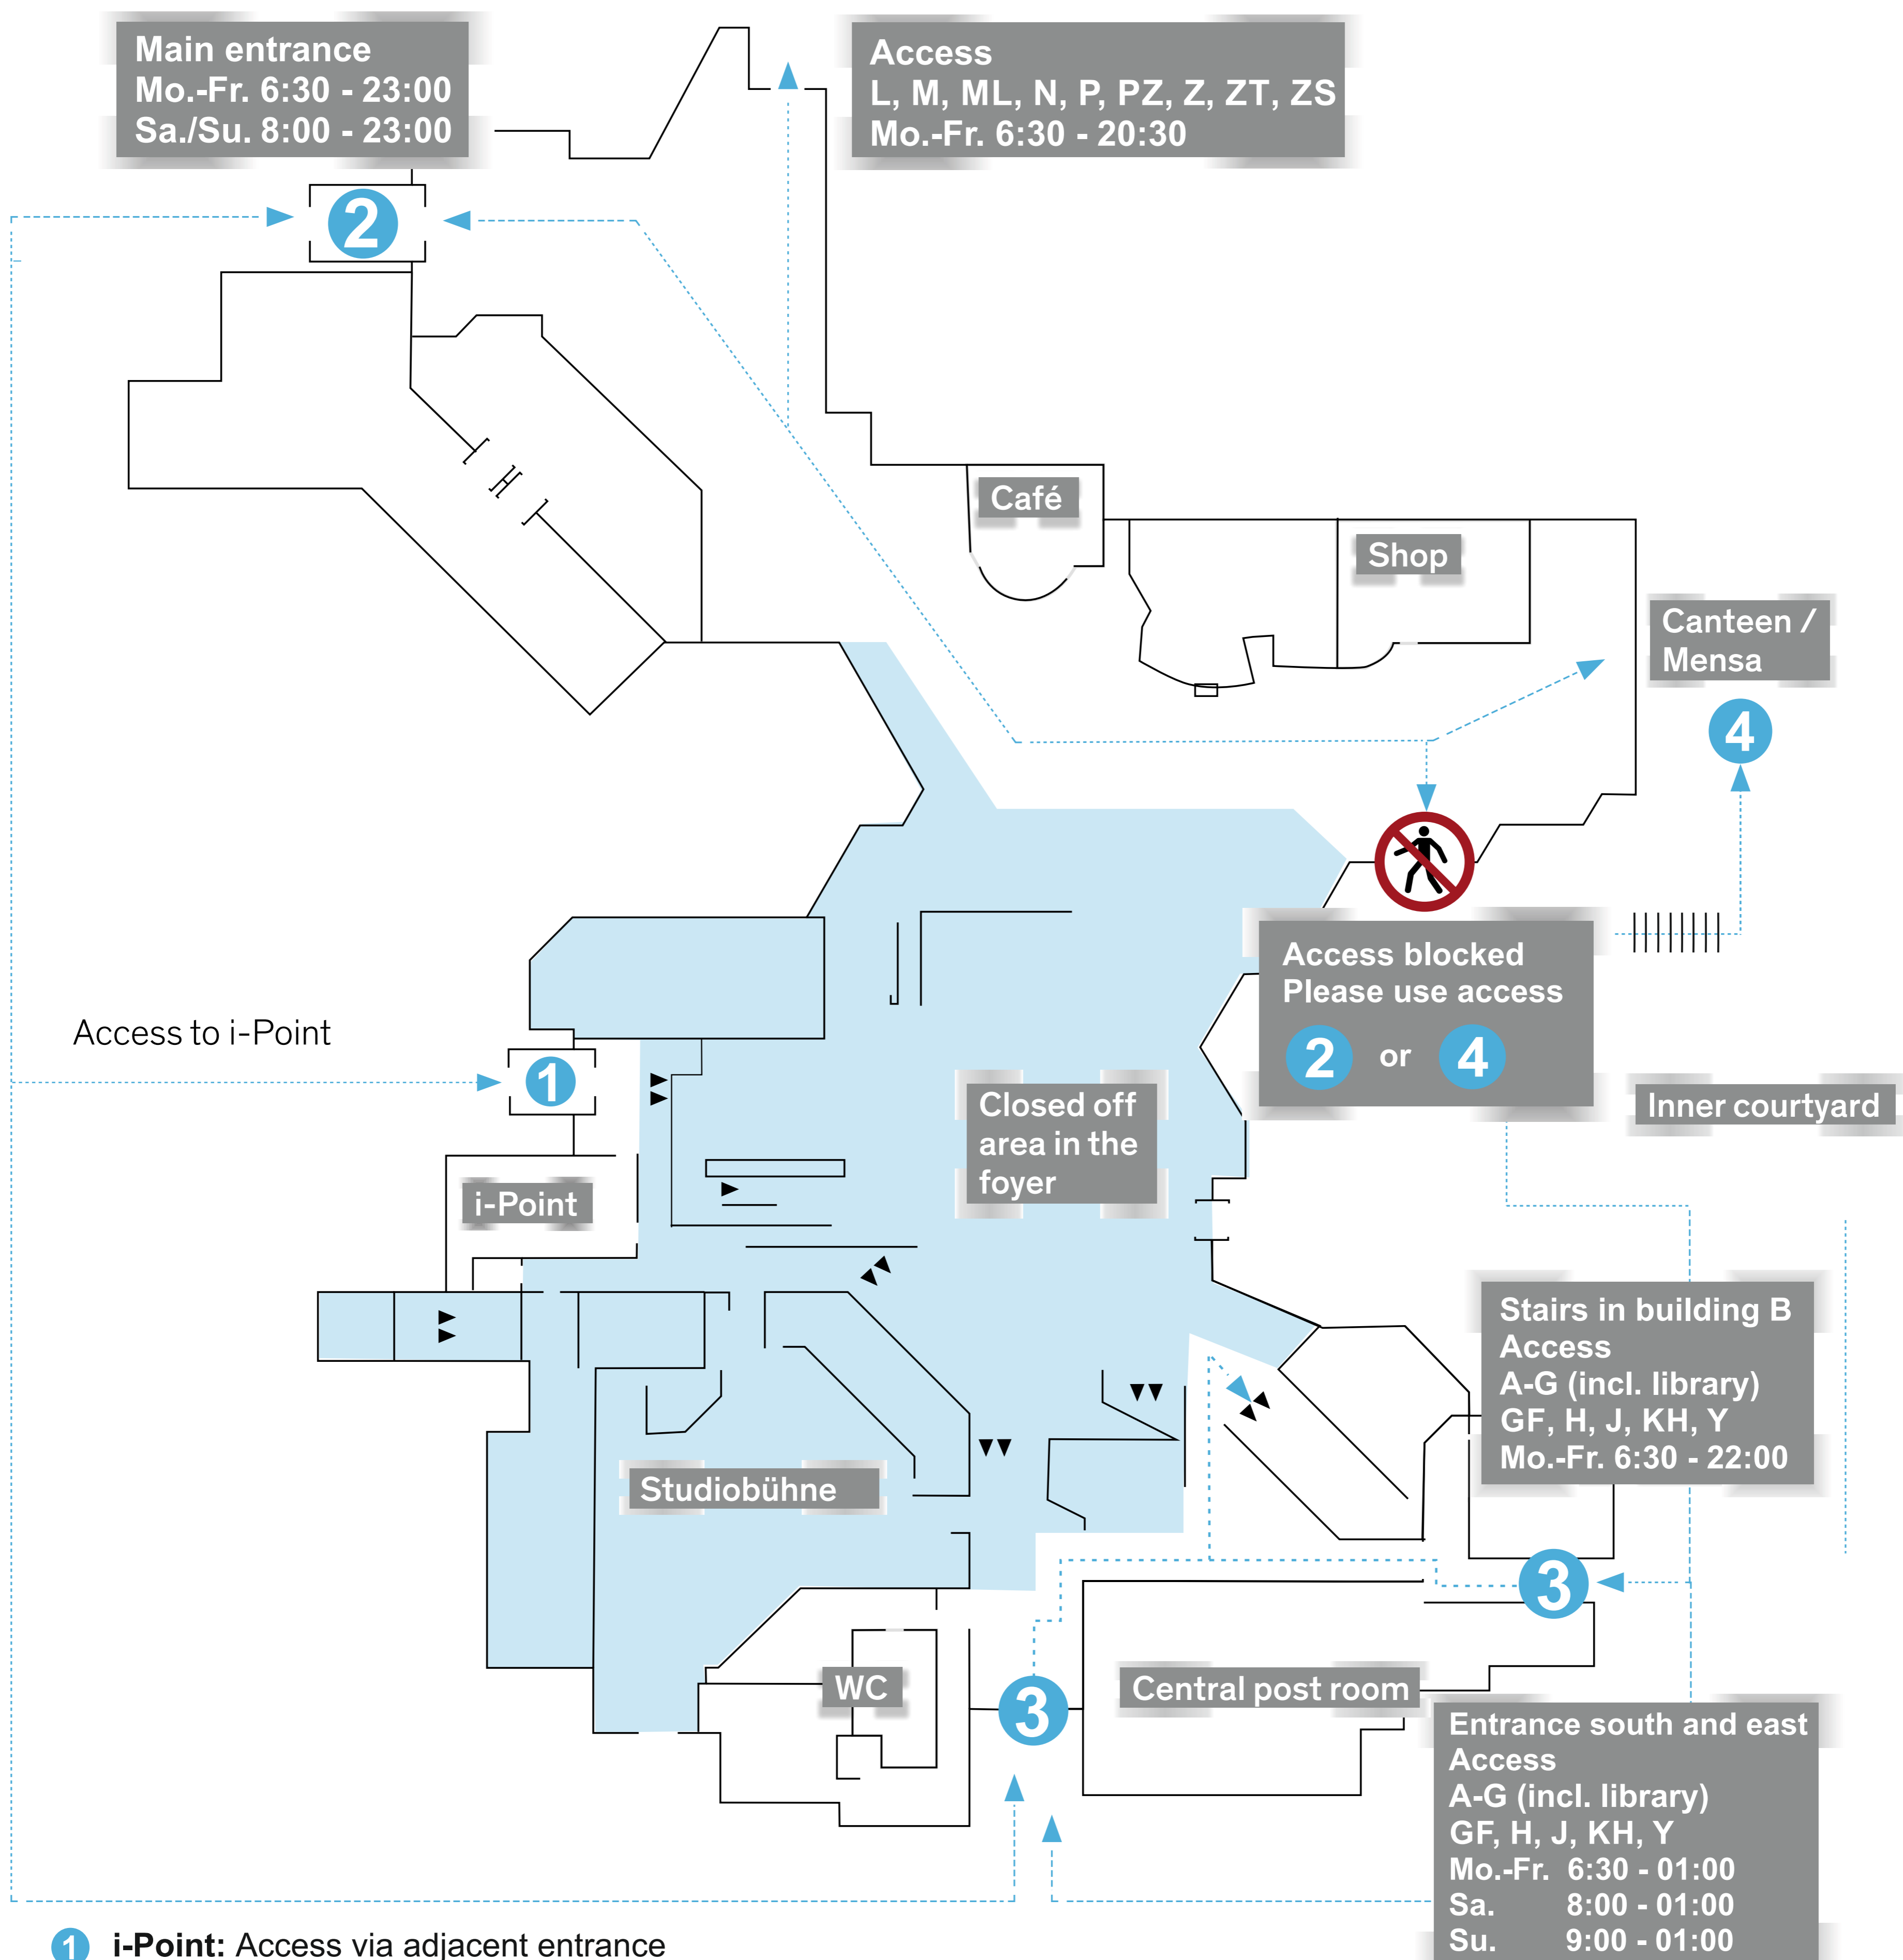 Main entrance
Mo.-Fr. 6:30 - 23:00
Sa./Su. 8:00 - 23:00
Access
L, M, ML, N, P, PZ, Z, ZT, ZS
Mo.-Fr. 6:30 - 20:30
2
Café
Shop
Canteen /
Mensa
4
Access blocked
Please use access
2 or 4
Access to i-Point
1
Inner courtyard
Closed off
area in the
foyer
i-Point
Stairs in building B
Access
A-G (incl. library)
GF, H, J, KH, Y
Mo.-Fr. 6:30 - 22:00
Studiobühne
3
WC
3
Central post room
Entrance south and east
Access
A-G (incl. library)
GF, H, J, KH, Y
Mo.-Fr. 6:30 - 01:00
Sa. 8:00 - 01:00
Su. 9:00 - 01:00
1 i-Point: Access via adjacent entrance